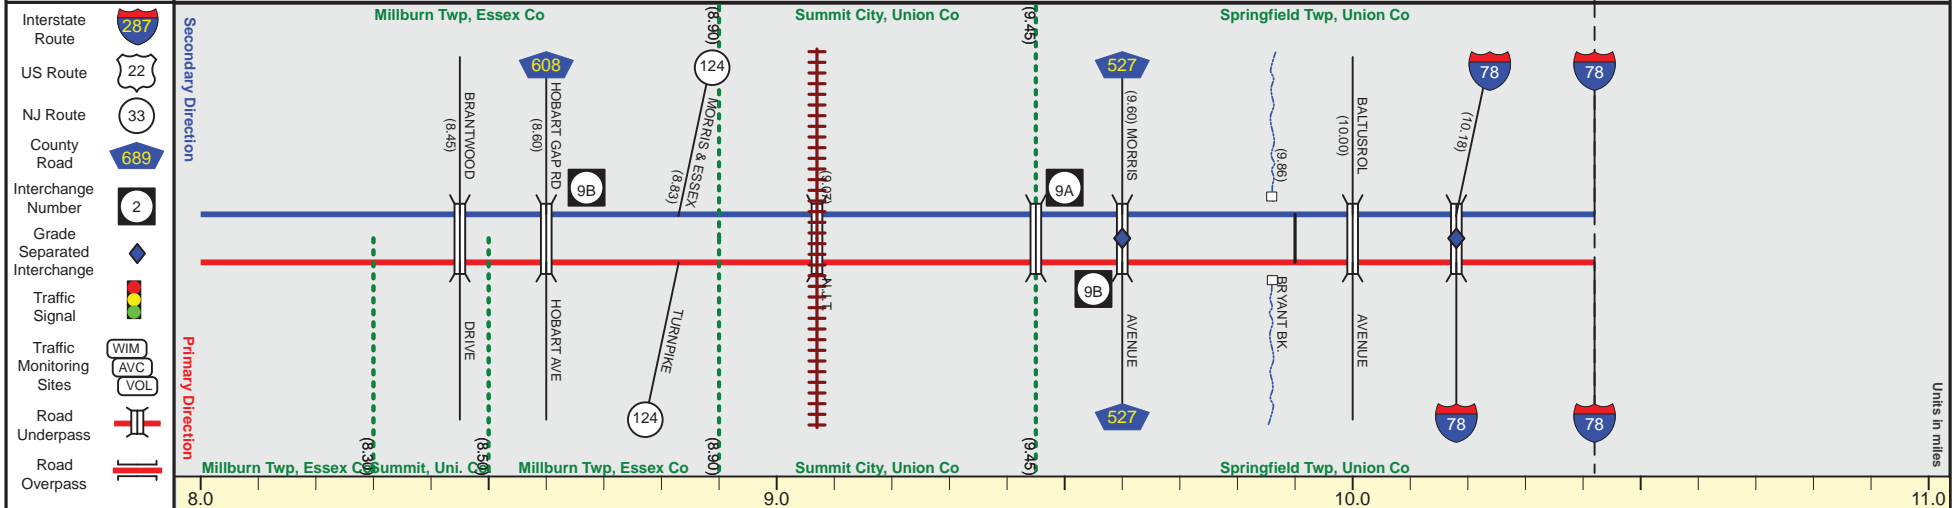 Interstate
Route
287
US Route
22
NJ Route
33
County
Road
689
Interchange
Number
2
Grade
Separated
Interchange
Traffic
Signal
Traffic
Monitoring
Sites
WIM
AVC
VOL
Road
Underpass
Road
Overpass
Secondary Direction
Primary Direction
Millburn Twp, Essex Co
(8.90)
Summit City, Union Co
(9.45)
Springfield Twp, Union Co
608
124
527
78
78
BRANTWOOD
(8.45)
HOBART GAP RD
(8.60)
MORRIS & ESSEX
(8.83)
(9.07)
(9.60) MORRIS
(9.86)
BALTUSROL
(10.00)
(10.18)
9B
9A
9B
DRIVE
HOBART AVE
TURNPIKE
AVENUE
BRYANT BK.
AVENUE
124
527
78
78
Units in miles
Millburn Twp, Essex Co
(8.30)
Summit, Uni. Co
(8.50)
Millburn Twp, Essex Co
(8.90)
Summit City, Union Co
(9.45)
Springfield Twp, Union Co
8.0
9.0
10.0
11.0